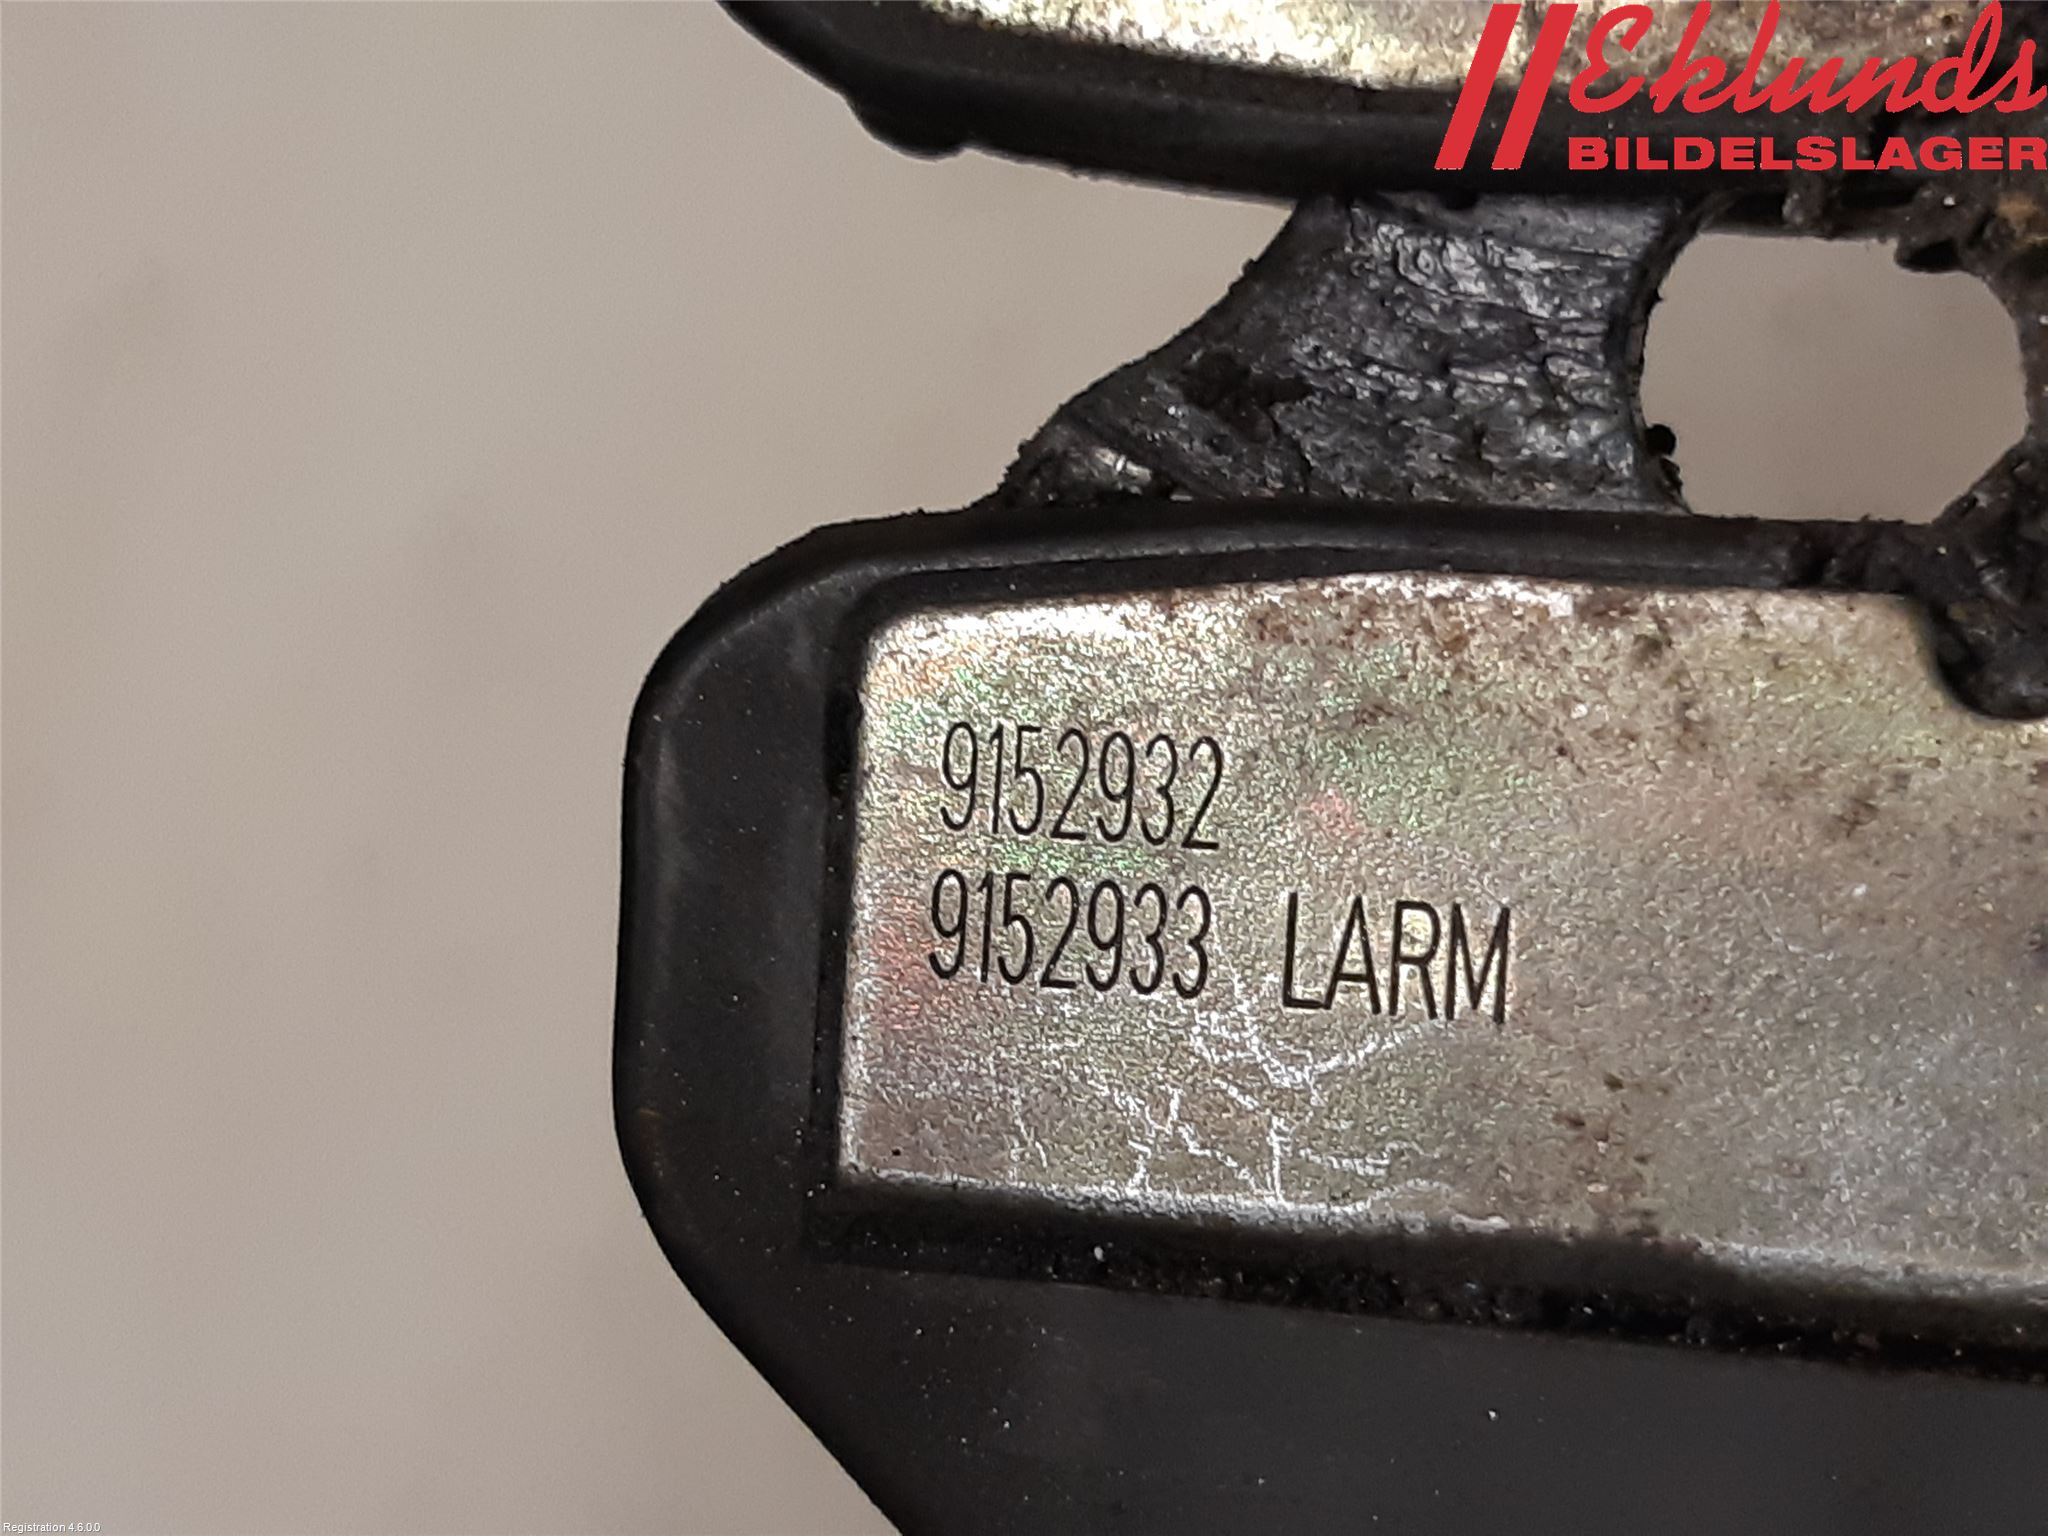 Eklunds
BILDELSLAGER
9152932
9152933 LARM
Registration 4.6.0.0